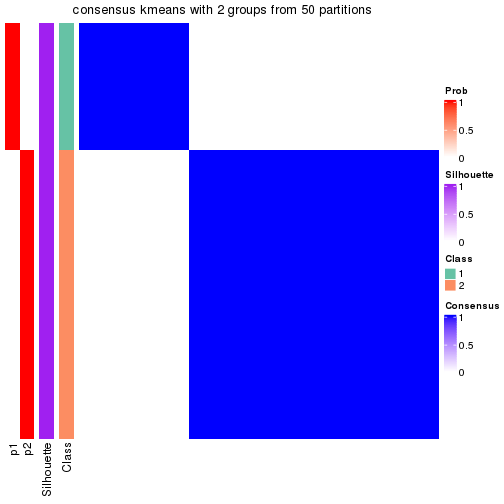 consensus kmeans with 2 groups from 50 partitions
Prob
1
0.5
0
Silhouette
1
0.5
0
Class
1
2
Consensus
1
0.5
0
p1
p2
Silhouette
Class